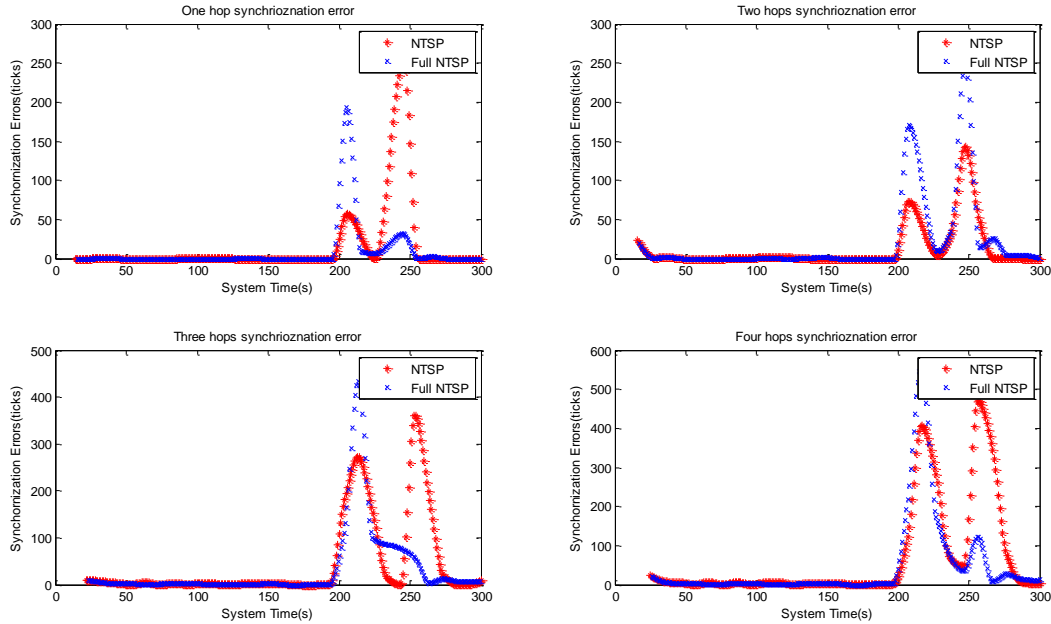 One hop synchrioznation error
300
250
200
150
100
50
0
Synchornization Errors(ticks)
NTSP
Full NTSP
0 50 100 150 200 250 300
System Time(s)
Two hops synchrioznation error
300
250
200
150
100
50
0
Synchornization Errors(ticks)
NTSP
Full NTSP
0 50 100 150 200 250 300
System Time(s)
Three hops synchrioznation error
500
400
300
200
100
0
Synchornization Errors(ticks)
NTSP
Full NTSP
0 50 100 150 200 250 300
System Time(s)
Four hops synchrioznation error
600
500
400
300
200
100
0
Synchornization Errors(ticks)
NTSP
Full NTSP
0 50 100 150 200 250 300
System Time(s)